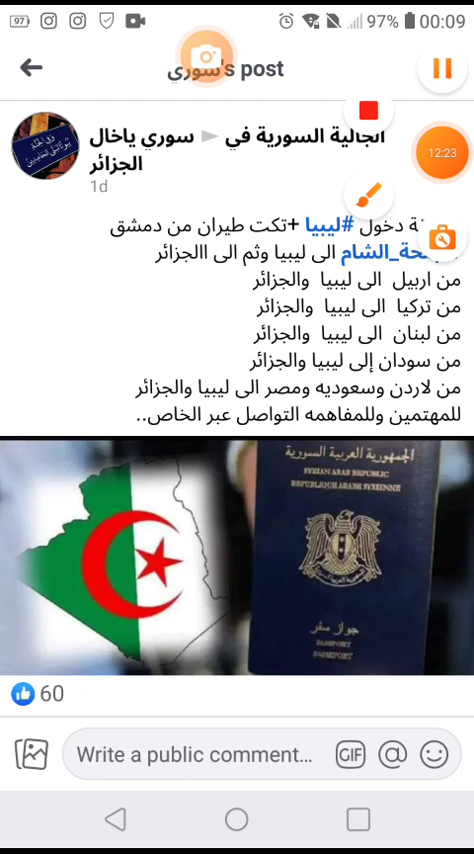 97
97% 00:09
سوري's post
سوري ياخال ► الجالية السورية في
الجزائر
1d
12:23
دخول #ليبيا +تكت طيران من دمشق
الى ليبيا وثم الى االجزائر
من اربيل الى ليبيا والجزائر
من تركيا الى ليبيا والجزائر
من لبنان الى ليبيا والجزائر
من سودان إلى ليبيا والجزائر
من لاردن وسعوديه ومصر الى ليبيا والجزائر
للمهتمين وللمفاهمه التواصل عبر الخاص..
الجمهورية العربية السورية
SYRIAN ARAB REPUBLIC
REPUBLIQUE ARABE SYRIENNE
جواز سفر
PASSPORT
PASSEPORT
60
Write a public comment...
GIF